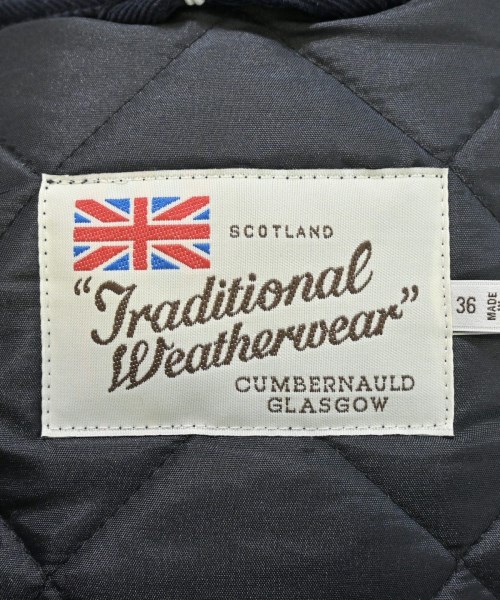 SCOTLAND
"Traditional
Weatherwear"
CUMBERNAULD
GLASGOW
36
MADE